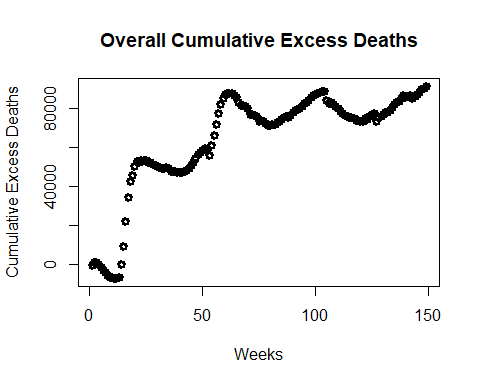 Overall Cumulative Excess Deaths
Cumulative Excess Deaths
80000
40000
0
0 50 100 150
Weeks